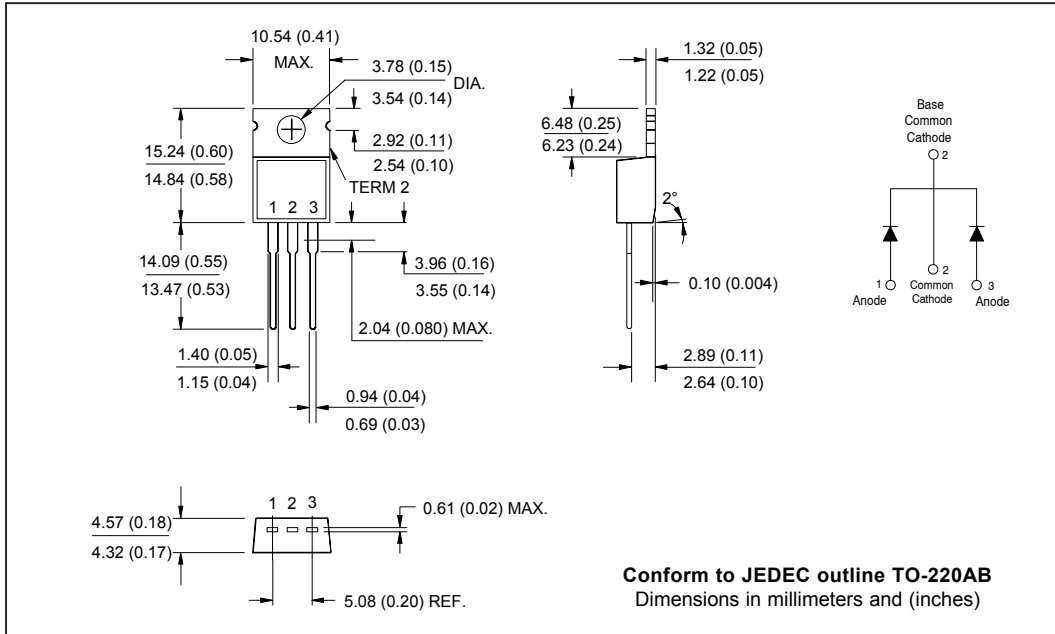 10.54 (0.41)
MAX.
3.78 (0.15)
3.54 (0.14)
DIA.
15.24 (0.60)
14.84 (0.58)
2.92 (0.11)
2.54 (0.10)
TERM 2
1 2 3
14.09 (0.55)
13.47 (0.53)
3.96 (0.16)
3.55 (0.14)
2.04 (0.080) MAX.
1.40 (0.05)
1.15 (0.04)
0.94 (0.04)
0.69 (0.03)
1.32 (0.05)
1.22 (0.05)
6.48 (0.25)
6.23 (0.24)
2°
0.10 (0.004)
2.89 (0.11)
2.64 (0.10)
Base
Common
Cathode
2
2
1
Anode
Common
Cathode
3
Anode
1 2 3
4.57 (0.18)
4.32 (0.17)
0.61 (0.02) MAX.
5.08 (0.20) REF.
Conform to JEDEC outline TO-220AB
Dimensions in millimeters and (inches)